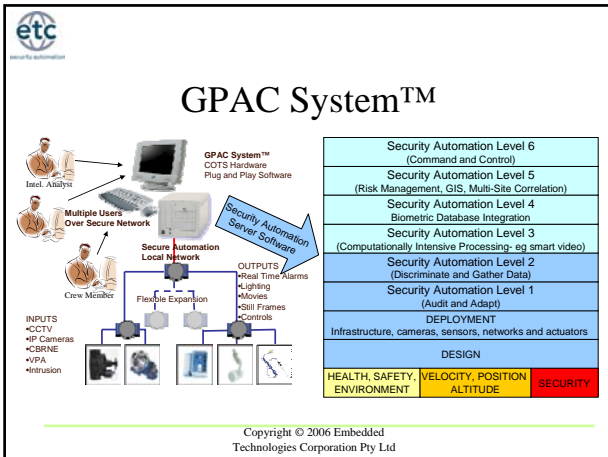 etc
security automation
GPAC System™
GPAC System™
COTS Hardware
Plug and Play Software
Intel. Analyst
Multiple Users
Over Secure Network
Crew Member
Secure Automation
Local Network
Flexible Expansion
INPUTS
•CCTV
•IP Cameras
•CBRNE
•VPA
•Intrusion
OUTPUTS
•Real Time Alarms
•Lighting
•Movies
•Still Frames
•Controls
Security Automation
Server Software
Security Automation Level 6
(Command and Control)
Security Automation Level 5
(Risk Management, GIS, Multi-Site Correlation)
Security Automation Level 4
Biometric Database Integration
Security Automation Level 3
(Computationally Intensive Processing- eg smart video)
Security Automation Level 2
(Discriminate and Gather Data)
Security Automation Level 1
(Audit and Adapt)
DEPLOYMENT
Infrastructure, cameras, sensors, networks and actuators
DESIGN
HEALTH, SAFETY,
ENVIRONMENT
VELOCITY, POSITION
ALTITUDE
SECURITY
Copyright © 2006 Embedded
Technologies Corporation Pty Ltd